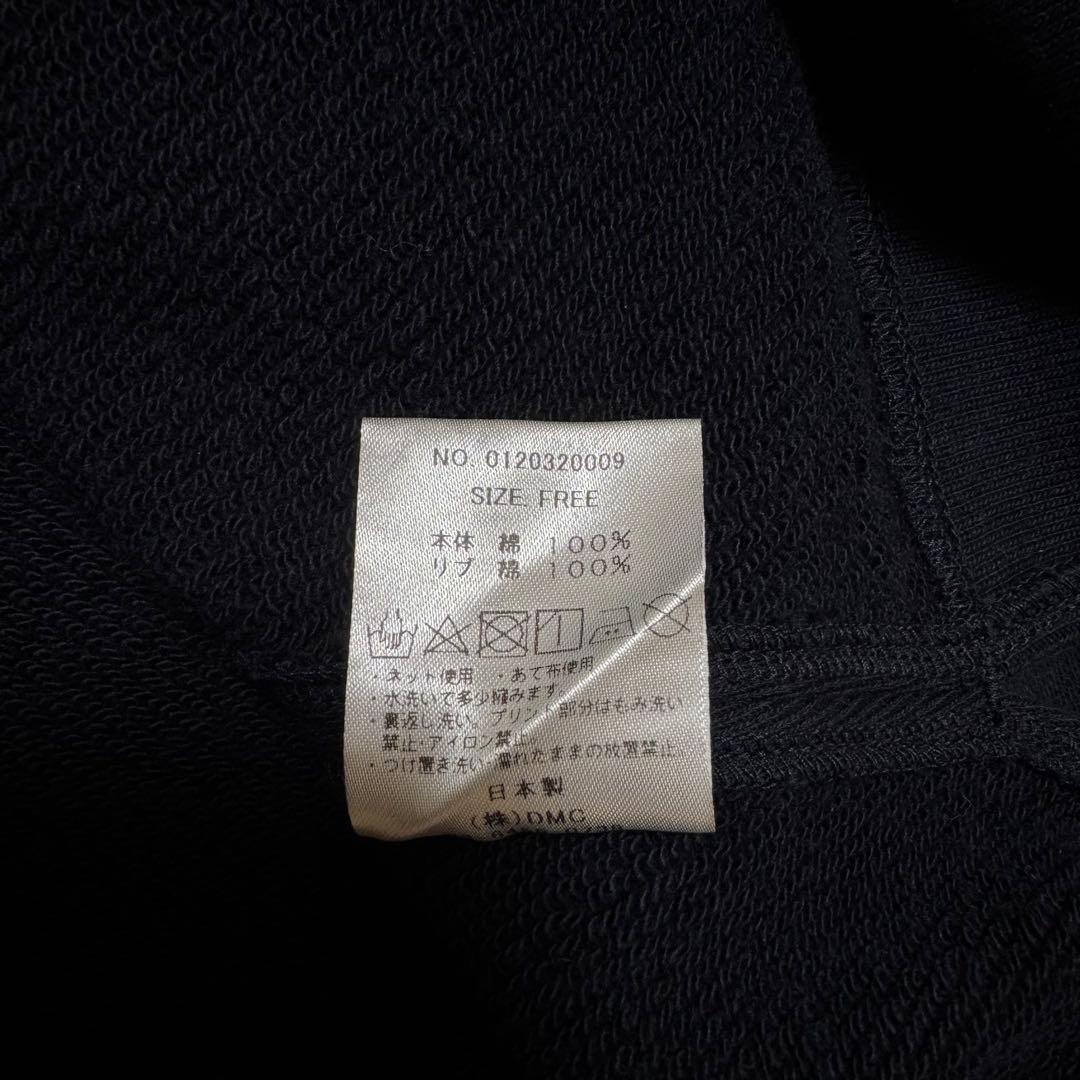 NO. 0120320009
SIZE. FREE
本体 綿 100%
リブ 綿 100%
・ネット使用 ・あて布使用
・水洗いで多少縮みます。
・裏返し洗い、プリント部分はもみ洗い
禁止・アイロン禁止
・つけ置き洗い・濡れたままの放置禁止
日本製
(株)DMC